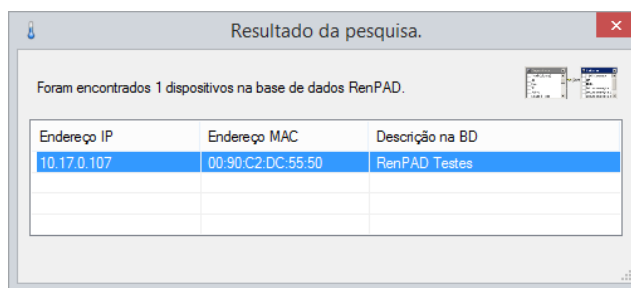 Resultado da pesquisa.
Foram encontrados 1 dispositivos na base de dados RenPAD.
Endereço IP Endereço MAC Descrição na BD
10.17.0.107 00:90:C2:DC:55:50 RenPAD Testes